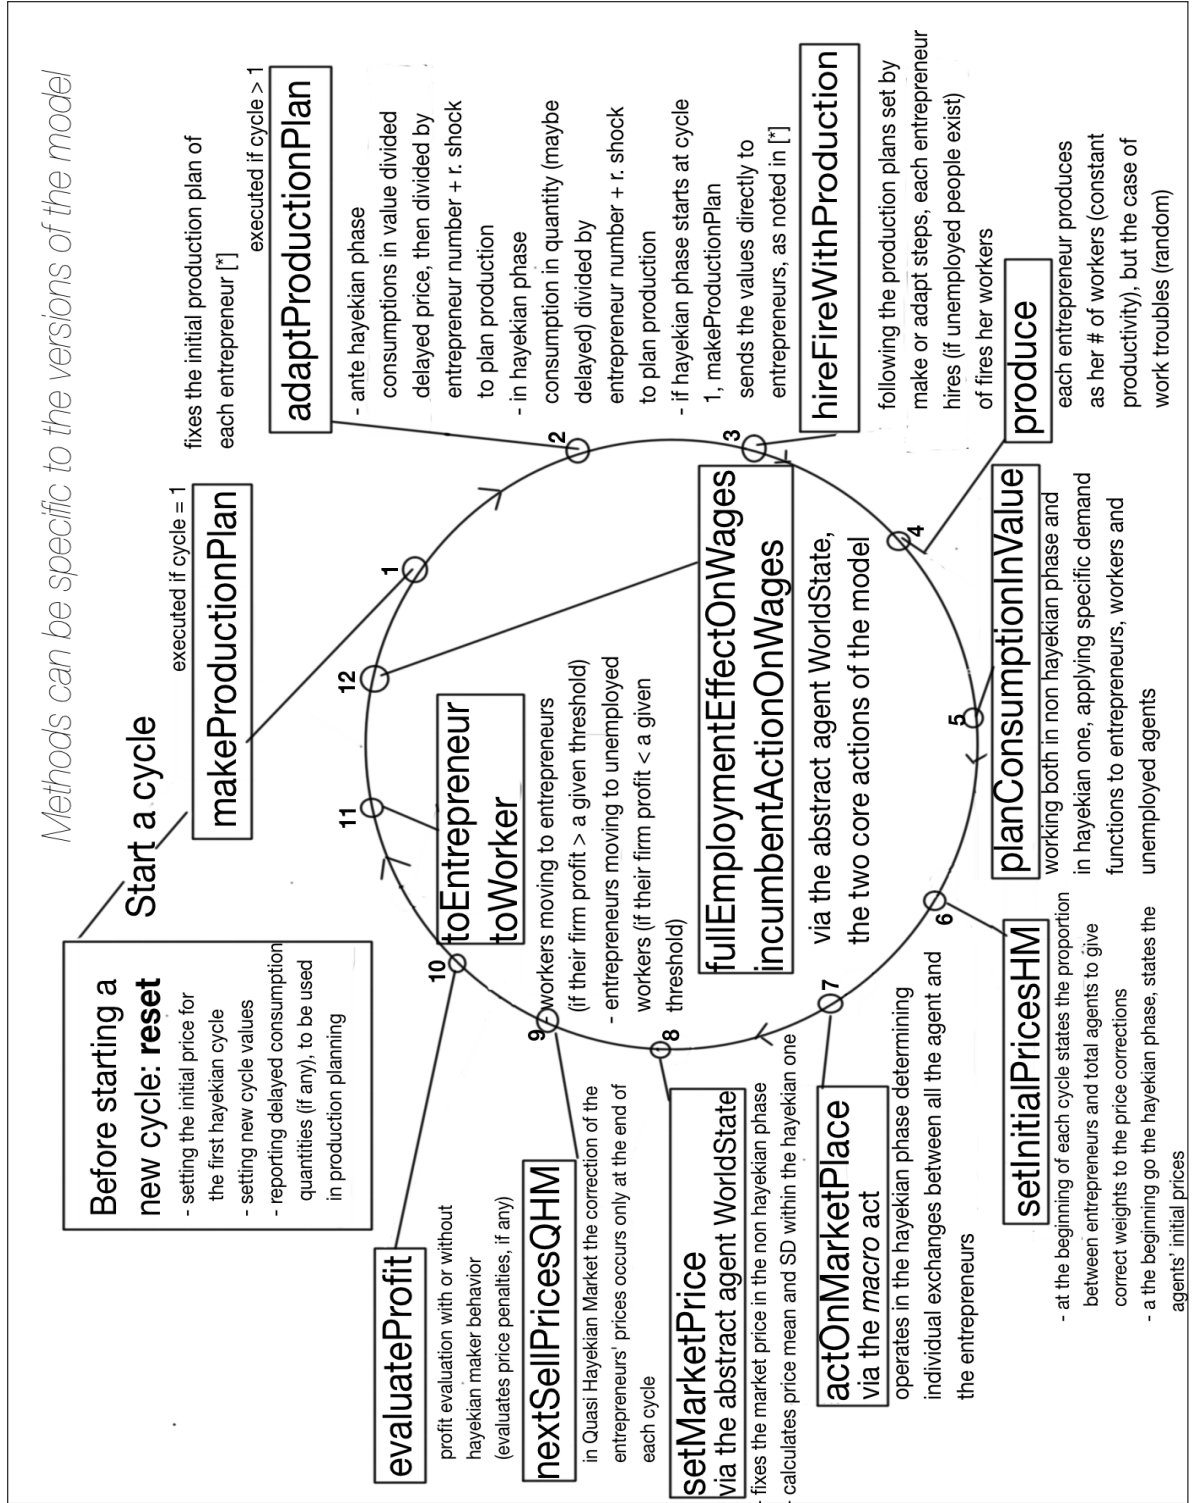 Methods can be specific to the versions of the model
Before starting a
new cycle: reset
- setting the initial price for
the first hayekian cycle
- setting new cycle values
- reporting delayed consumption
quantities (if any), to be used
in production planning
Start a cycle
executed if cycle = 1
makeProductionPlan
fixes the initial production plan of
each entrepreneur [*]
1
executed if cycle > 1
adaptProductionPlan
- ante hayekian phase
consumptions in value divided
delayed price, then divided by
entrepreneur number + r. shock
to plan production
- in hayekian phase
consumption in quantity (maybe
delayed) divided by
entrepreneur number + r. shock
to plan production
- if hayekian phase starts at cycle
1, makeProductionPlan
sends the values directly to
entrepreneurs, as noted in [*]
2
hireFireWithProduction
following the production plans set by
make or adapt steps, each entrepreneur
hires (if unemployed people exist)
of fires her workers
3
produce
each entrepreneur produces
as her # of workers (constant
productivity), but the case of
work troubles (random)
4
planConsumptionInValue
working both in non hayekian phase and
in hayekian one, applying specific demand
functions to entrepreneurs, workers and
unemployed agents
5
setInitialPricesHM
- at the beginning of each cycle states the proportion
between entrepreneurs and total agents to give
correct weights to the price corrections
- a the beginning go the hayekian phase, states the
agents' initial prices
6
actOnMarketPlace
via the macro act
operates in the hayekian phase determining
individual exchanges between all the agent and
the entrepreneurs
7
setMarketPrice
via the abstract agent WorldState
- fixes the market price in the non hayekian phase
- calculates price mean and SD within the hayekian one
8
nextSellPricesQHM
in Quasi Hayekian Market the correction of the
entrepreneurs' prices occurs only at the end of
each cycle
9
evaluateProfit
profit evaluation with or without
hayekian maker behavior
(evaluates price penalties, if any)
10
toEntrepreneur
toWorker
- workers moving to entrepreneurs
(if their firm profit > a given threshold)
- entrepreneurs moving to unemployed
workers (if their firm profit < a given
threshold)
11
fullEmploymentEffectOnWages
incumbentActionOnWages
via the abstract agent WorldState,
the two core actions of the model
12